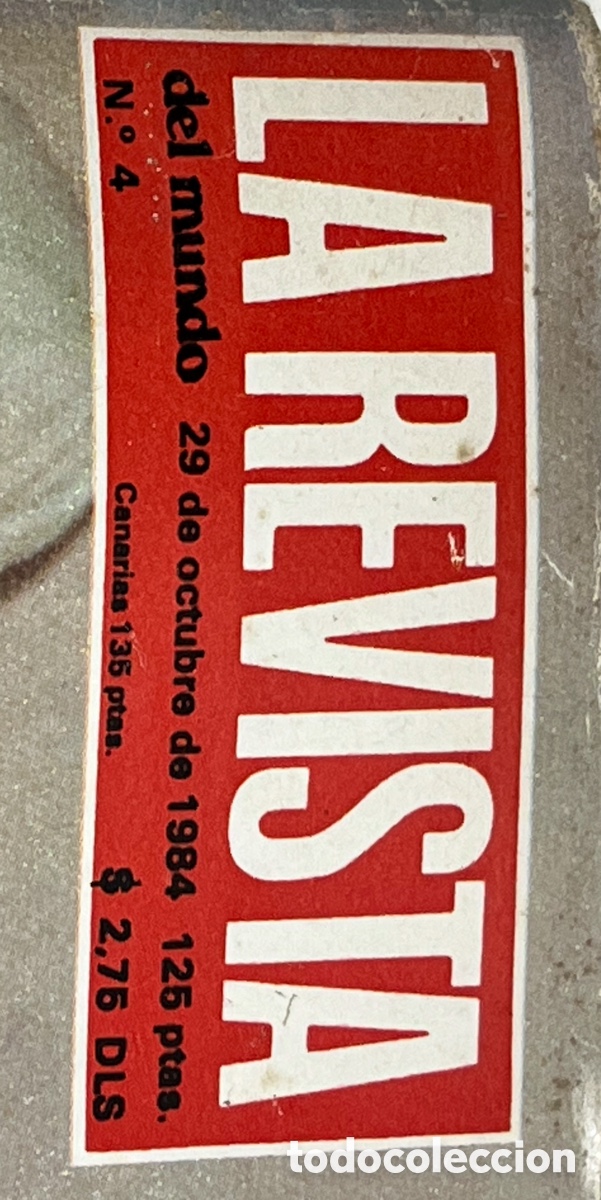 LA REVISTA
del mundo 29 de octubre de 1984 125 ptas.
N.º 4 Canarias 135 ptas. $ 2,75 DLS
todocoleccion